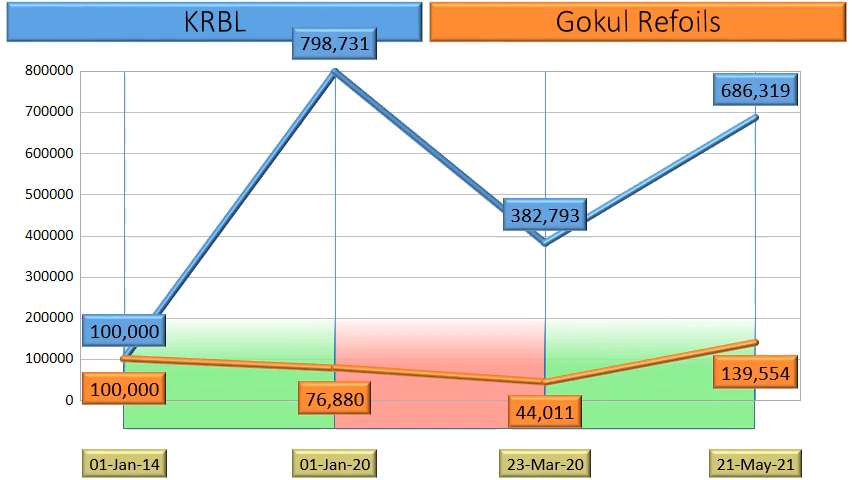 KRBL
Gokul Refoils
798,731
800000
700000
686,319
600000
500000
382,793
400000
300000
200000
100,000
100000
139,554
100,000
76,880
0
44,011
01-Jan-14
01-Jan-20
23-Mar-20
21-May-21